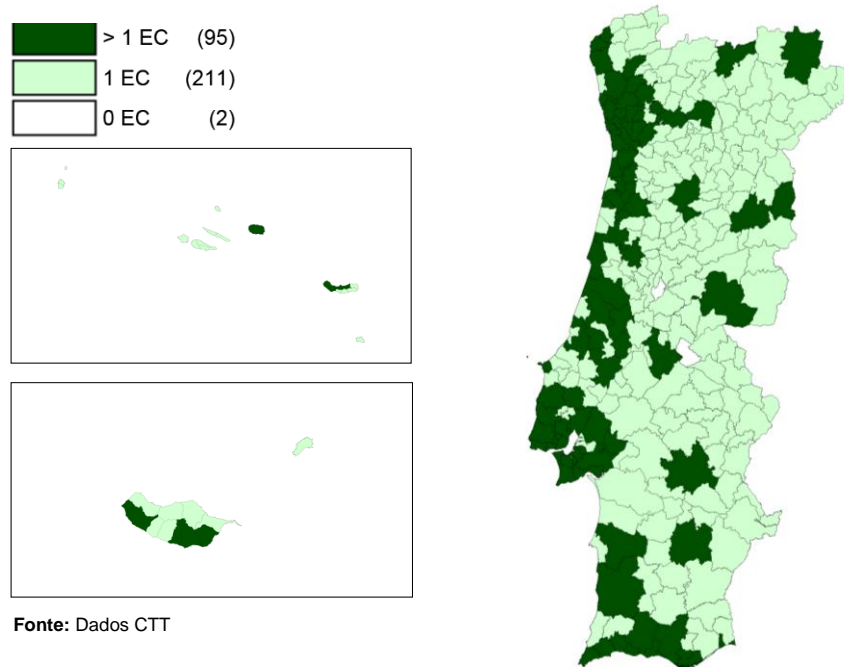 > 1 EC (95)
1 EC (211)
0 EC (2)
Fonte: Dados CTT